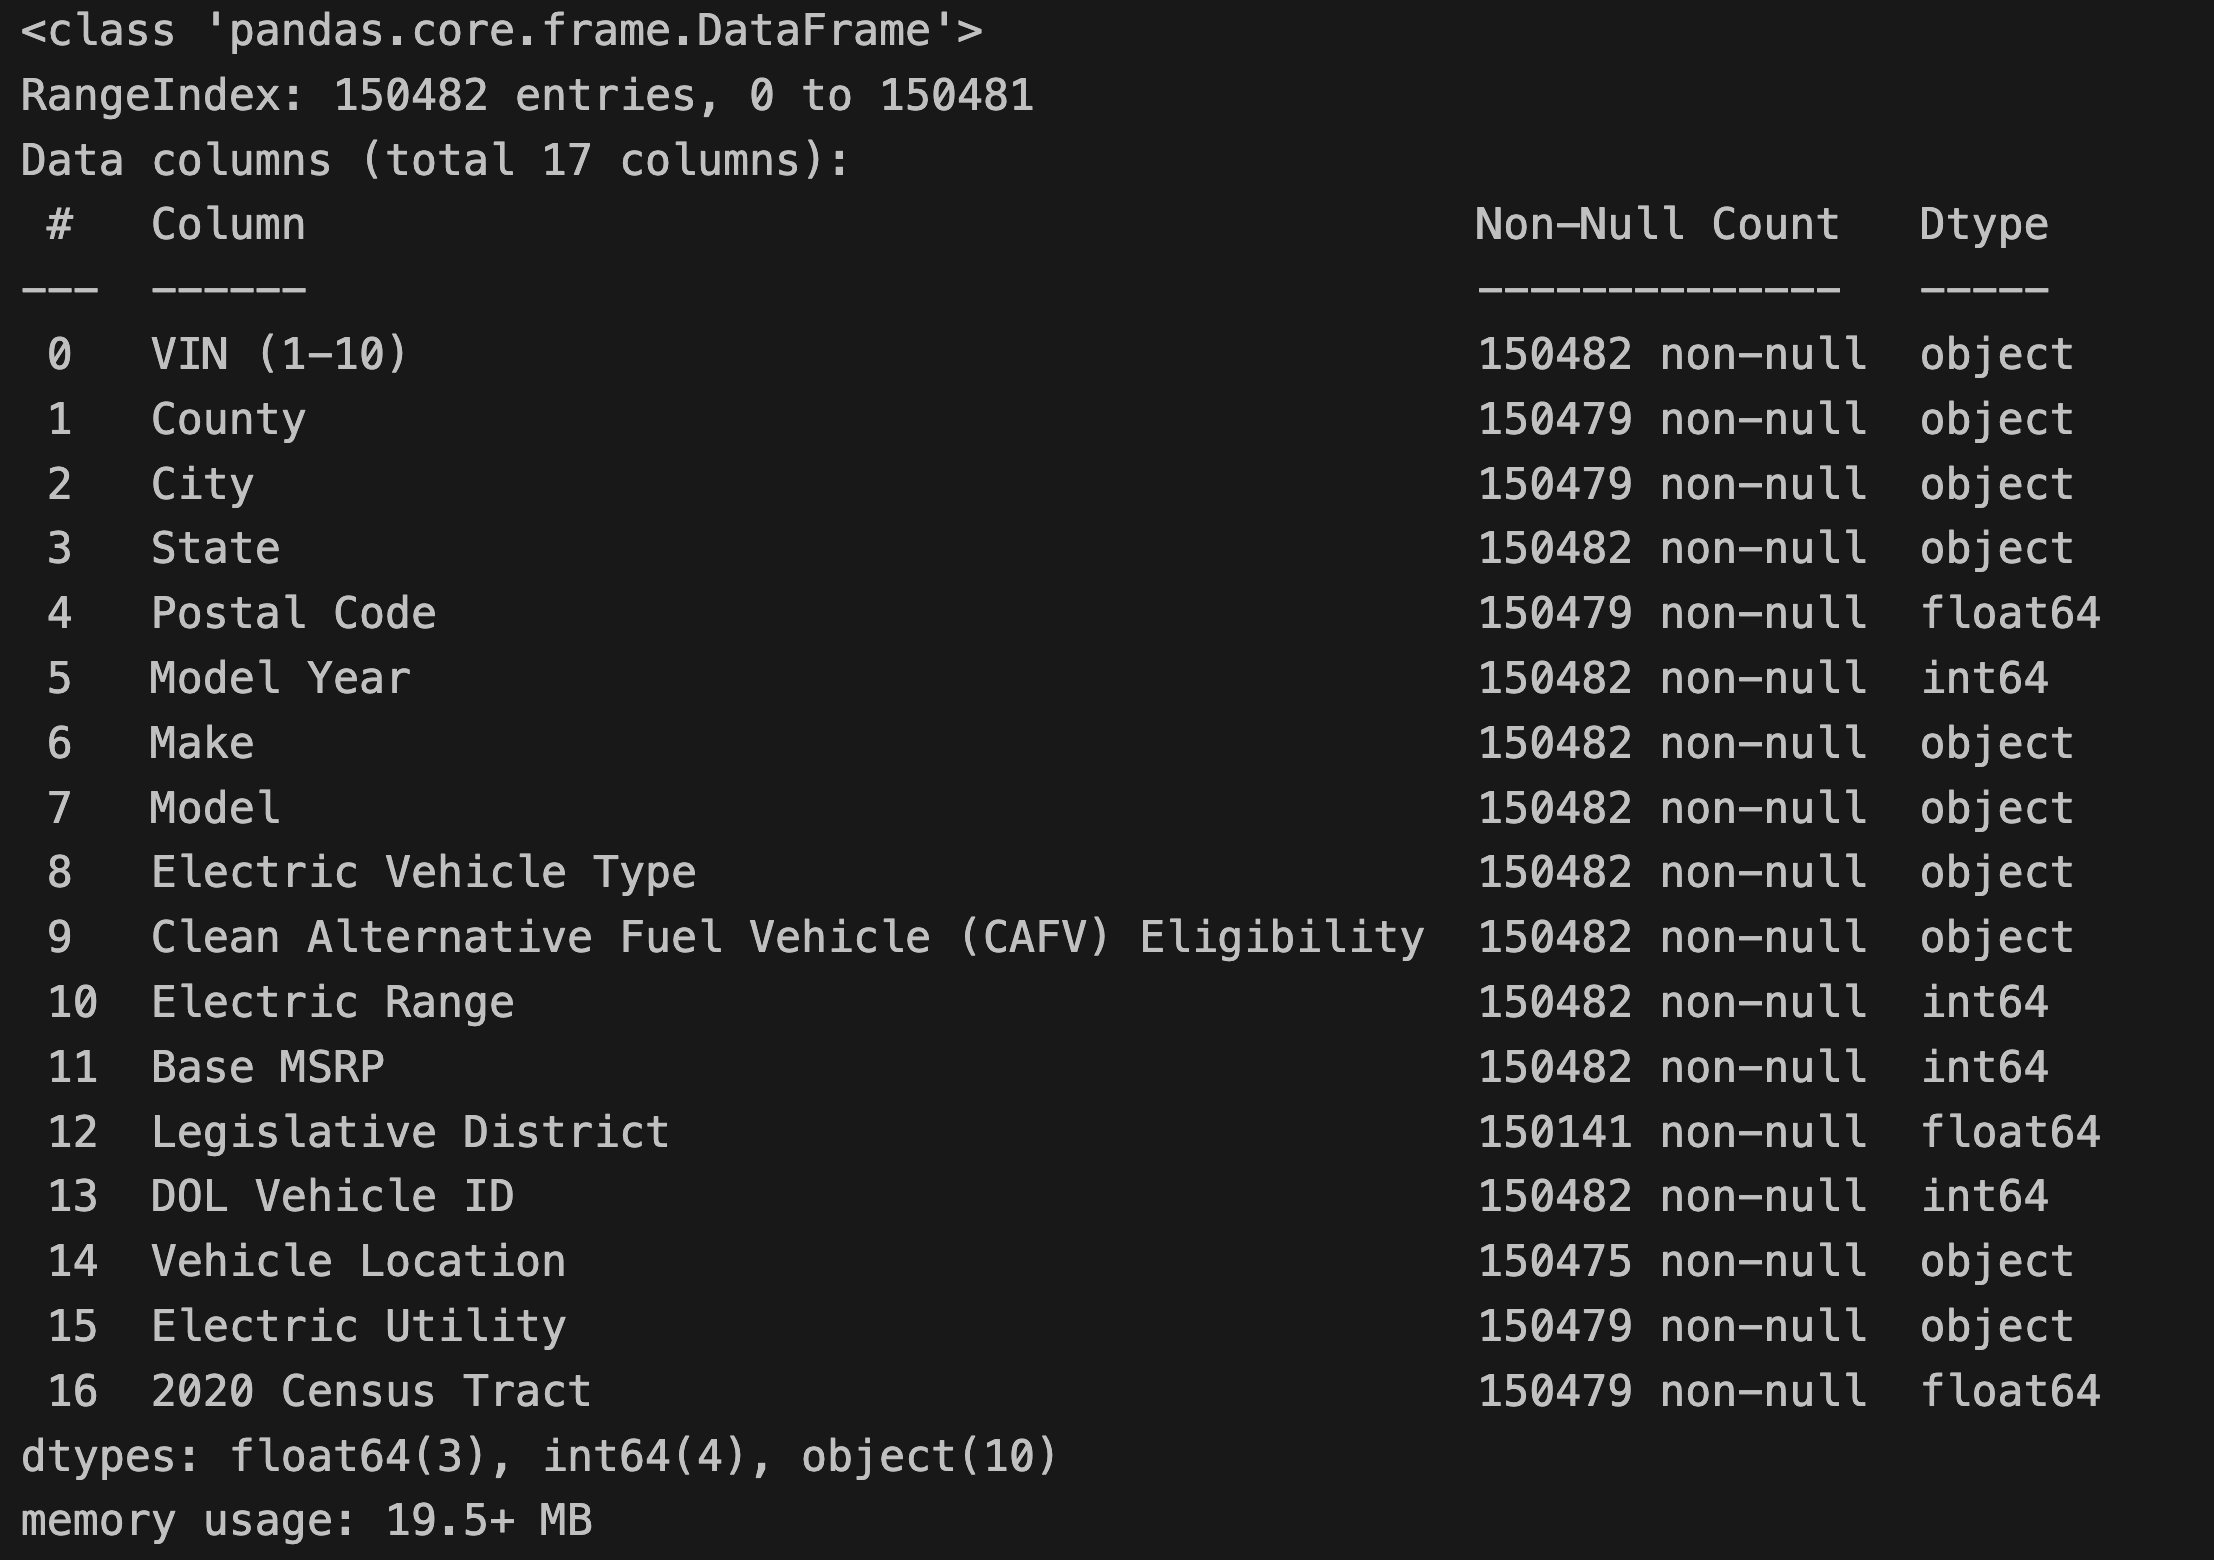 <class 'pandas.core.frame.DataFrame'>
RangeIndex: 150482 entries, 0 to 150481
Data columns (total 17 columns):
 #   Column                                             Non-Null Count   Dtype
---  ------                                             --------------   -----
 0   VIN (1-10)                                         150482 non-null  object
 1   County                                             150479 non-null  object
 2   City                                               150479 non-null  object
 3   State                                              150482 non-null  object
 4   Postal Code                                        150479 non-null  float64
 5   Model Year                                         150482 non-null  int64
 6   Make                                               150482 non-null  object
 7   Model                                              150482 non-null  object
 8   Electric Vehicle Type                              150482 non-null  object
 9   Clean Alternative Fuel Vehicle (CAFV) Eligibility  150482 non-null  object
 10  Electric Range                                     150482 non-null  int64
 11  Base MSRP                                          150482 non-null  int64
 12  Legislative District                               150141 non-null  float64
 13  DOL Vehicle ID                                     150482 non-null  int64
 14  Vehicle Location                                   150475 non-null  object
 15  Electric Utility                                   150479 non-null  object
 16  2020 Census Tract                                  150479 non-null  float64
dtypes: float64(3), int64(4), object(10)
memory usage: 19.5+ MB